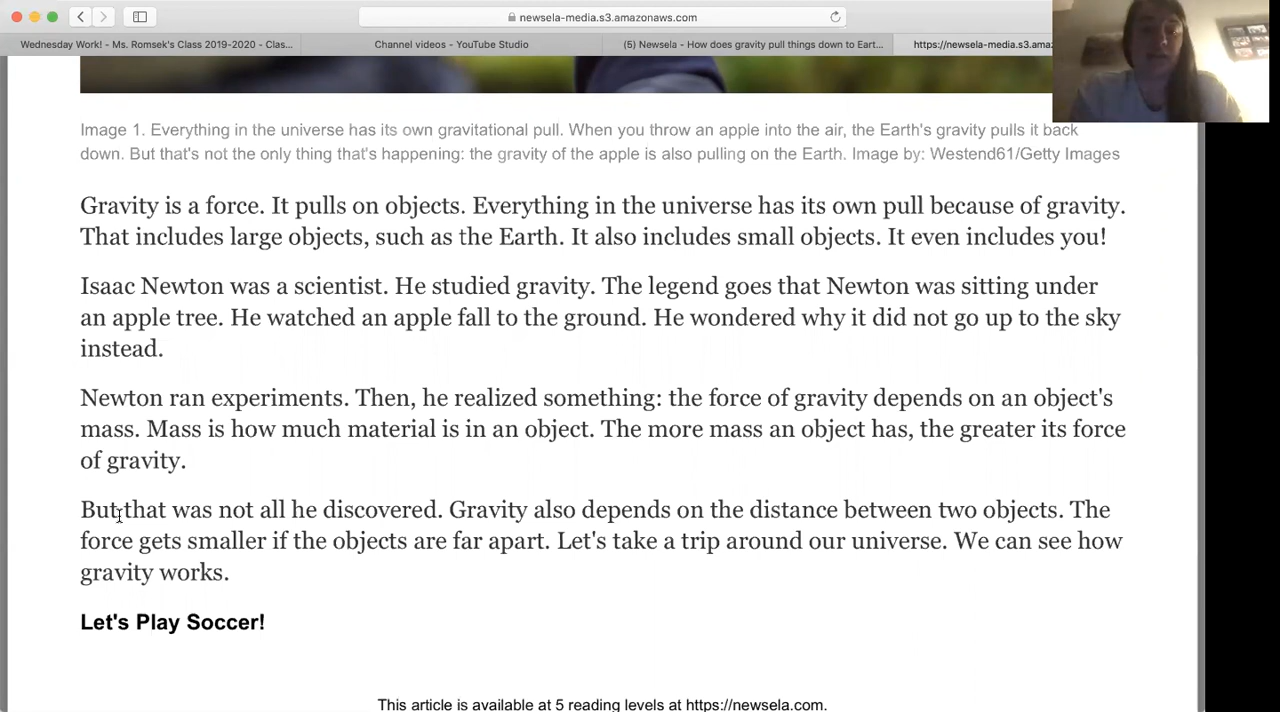 newsela-media.s3.amazonaws.com
Wednesday Work! - Ms. Romsek's Class 2019-2020 - Clas...
Channel videos - YouTube Studio
(5) Newsela - How does gravity pull things down to Eart...
https://newsela-media.s3.amaz
Image 1. Everything in the universe has its own gravitational pull. When you throw an apple into the air, the Earth's gravity pulls it back
down. But that's not the only thing that's happening: the gravity of the apple is also pulling on the Earth. Image by: Westend61/Getty Images
Gravity is a force. It pulls on objects. Everything in the universe has its own pull because of gravity.
That includes large objects, such as the Earth. It also includes small objects. It even includes you!
Isaac Newton was a scientist. He studied gravity. The legend goes that Newton was sitting under
an apple tree. He watched an apple fall to the ground. He wondered why it did not go up to the sky
instead.
Newton ran experiments. Then, he realized something: the force of gravity depends on an object's
mass. Mass is how much material is in an object. The more mass an object has, the greater its force
of gravity.
But that was not all he discovered. Gravity also depends on the distance between two objects. The
force gets smaller if the objects are far apart. Let's take a trip around our universe. We can see how
gravity works.
Let's Play Soccer!
This article is available at 5 reading levels at https://newsela.com.